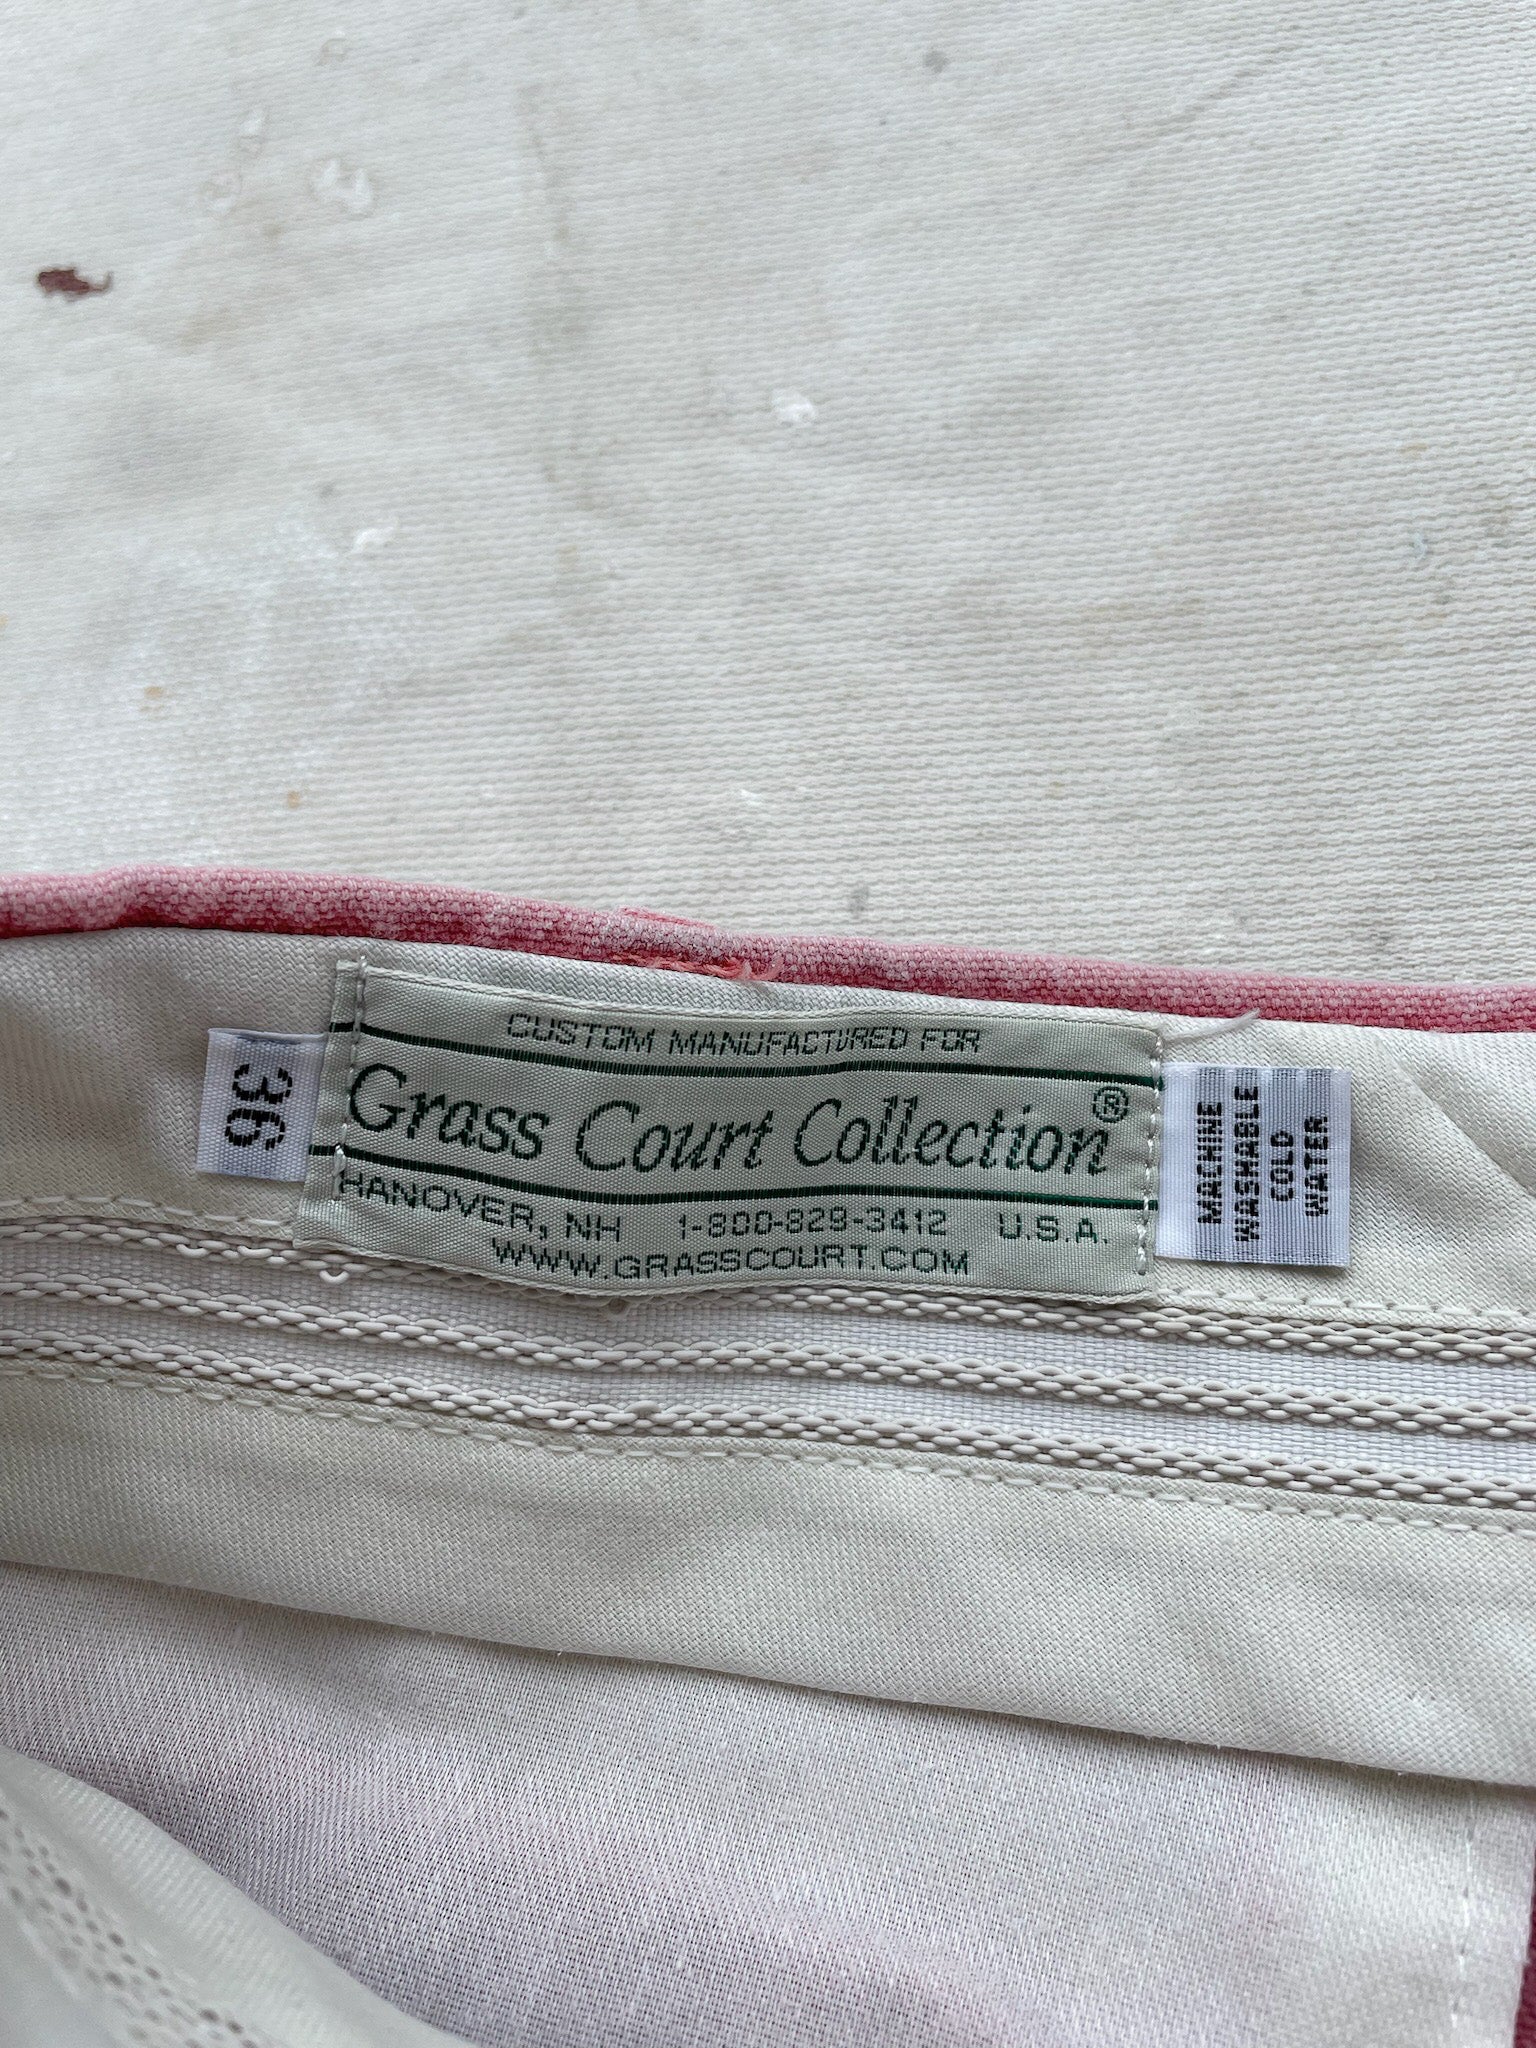 36
CUSTOM MANUFACTURED FOR
Grass Court Collection®
HANOVER, NH 1-800-829-3412 U.S.A.
WWW.GRASSCOURT.COM
MACHINE
WASHABLE
COLD
WATER